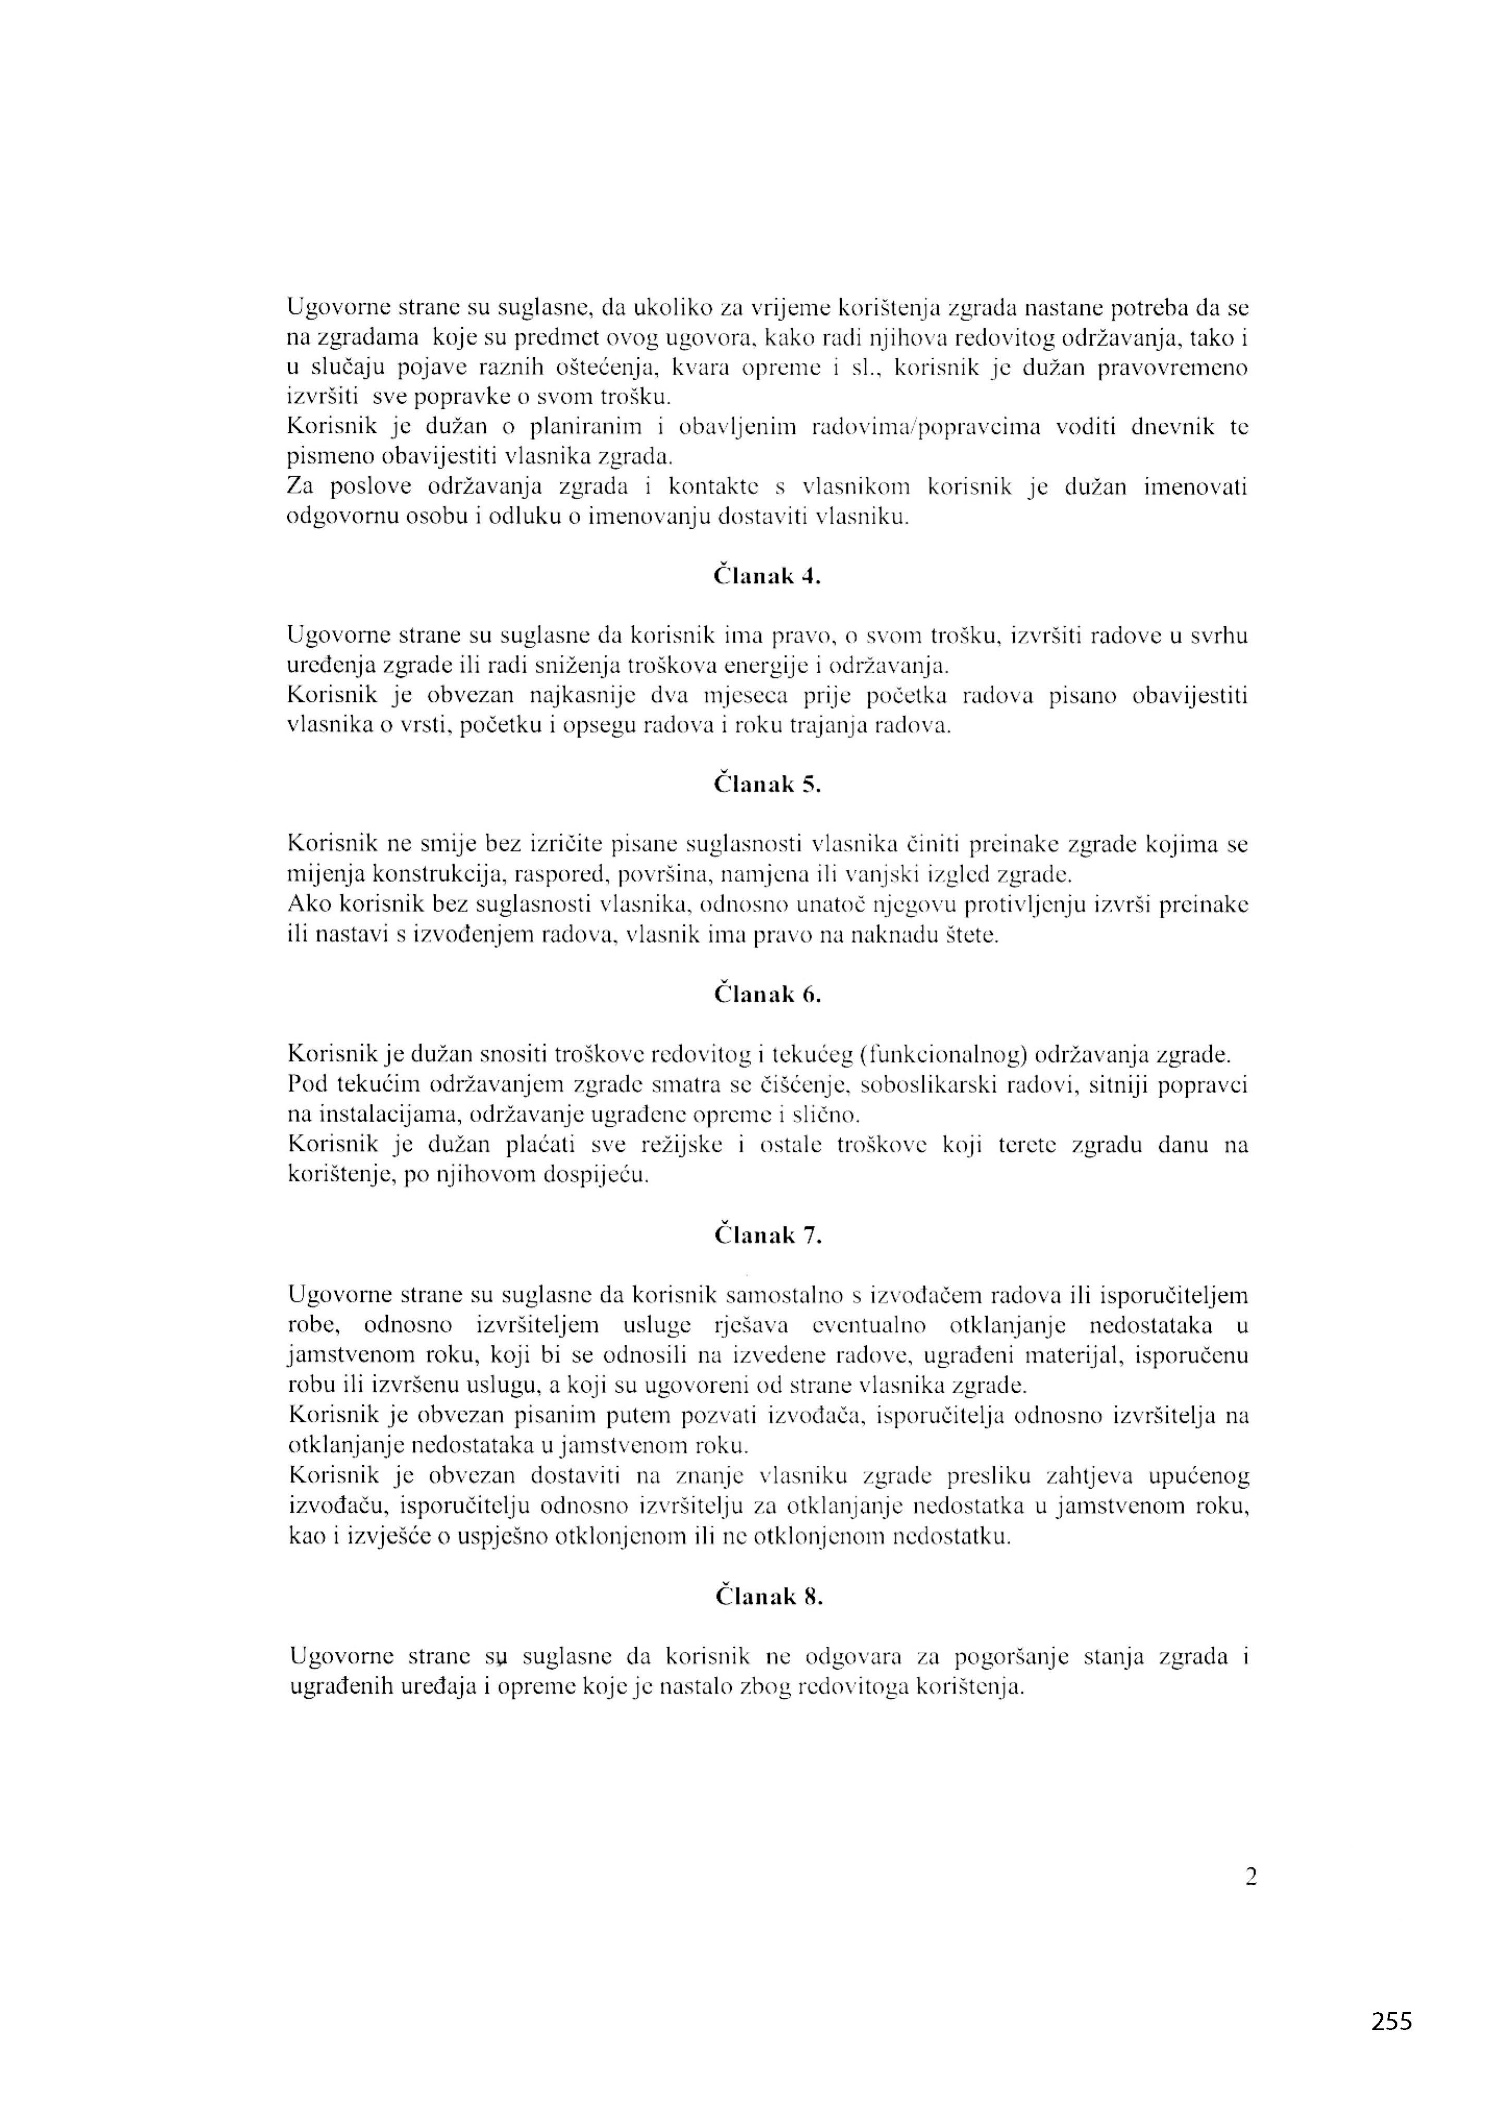 Ugovorne strane su suglasne, da ukoliko za vrijeme korištenja zgrada nastane potreba da se
na zgradama koje su predmet ovog ugovora, kako radi njihova redovitog održavanja, tako i
u slučaju pojave raznih oštećenja, kvara opreme i sl., korisnik je dužan pravovremeno
izvršiti sve popravke o svom trošku.
Korisnik je dužan o planiranim i obavljenim radovima/popravcima voditi dnevnik te
pismeno obavijestiti vlasnika zgrada.
Za poslove održavanja zgrada i kontakte s vlasnikom korisnik je dužan imenovati
odgovornu osobu i odluku o imenovanju dostaviti vlasniku.
Članak 4.
Ugovorne strane su suglasne da korisnik ima pravo, o svom trošku, izvršiti radove u svrhu
uređenja zgrade ili radi sniženja troškova energije i održavanja.
Korisnik je obvezan najkasnije dva mjeseca prije početka radova pisano obavijestiti
vlasnika o vrsti, početku i opsegu radova i roku trajanja radova.
Članak 5.
Korisnik ne smije bez izričite pisane suglasnosti vlasnika činiti preinake zgrade kojima se
mijenja konstrukcija, raspored, površina, namjena ili vanjski izgled zgrade.
Ako korisnik bez suglasnosti vlasnika, odnosno unatoč njegovu protivljenju izvrši preinake
ili nastavi s izvođenjem radova, vlasnik ima pravo na naknadu štete.
Članak 6.
Korisnik je dužan snositi troškove redovitog i tekućeg (funkcionalnog) održavanja zgrade.
Pod tekućim održavanjem zgrade smatra se čišćenje, soboslikarski radovi, sitniji popravci
na instalacijama, održavanje ugrađene opreme i slično.
Korisnik je dužan plaćati sve režijske i ostale troškove koji terete zgradu danu na
korištenje, po njihovom dospijeću.
Članak 7.
Ugovorne strane su suglasne da korisnik samostalno s izvođačem radova ili isporučiteljem
robe, odnosno izvršiteljem usluge rješava eventualno otklanjanje nedostataka u
jamstvenom roku, koji bi se odnosili na izvedene radove, ugrađeni materijal, isporučenu
robu ili izvršenu uslugu, a koji su ugovoreni od strane vlasnika zgrade.
Korisnik je obvezan pisanim putem pozvati izvođača, isporučitelja odnosno izvršitelja na
otklanjanje nedostataka u jamstvenom roku.
Korisnik je obvezan dostaviti na znanje vlasniku zgrade presliku zahtjeva upućenog
izvođaču, isporučitelju odnosno izvršitelju za otklanjanje nedostatka u jamstvenom roku,
kao i izvješće o uspješno otklonjenom ili ne otklonjenom nedostatku.
Članak 8.
Ugovorne strane su suglasne da korisnik ne odgovara za pogoršanje stanja zgrada i
ugrađenih uređaja i opreme koje je nastalo zbog redovitoga korištenja.
2
255